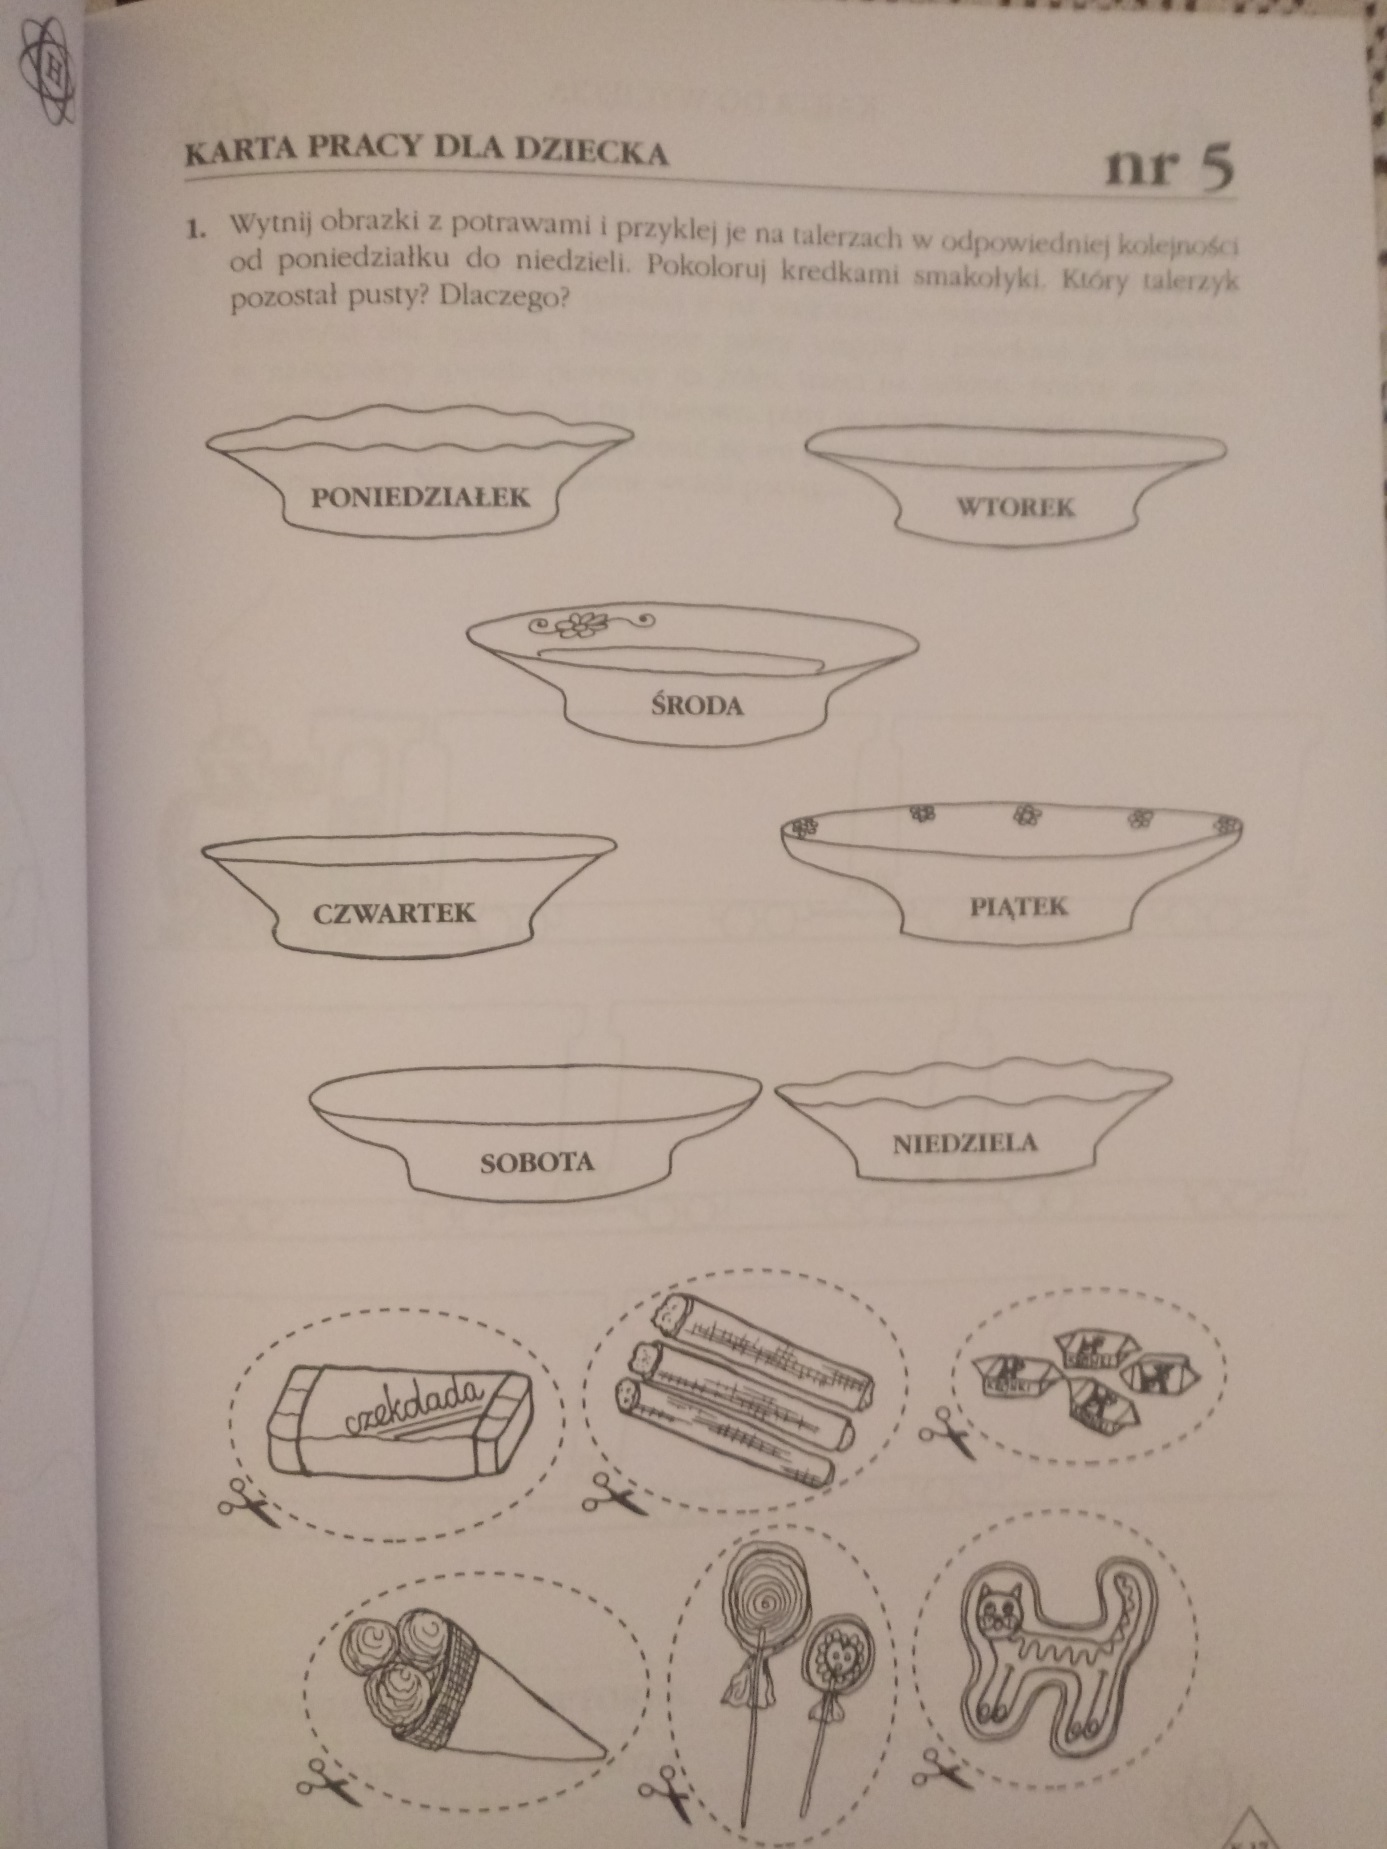 KARTA PRACY DLA DZIECKA
nr 5
1. Wytnij obrazki z potrawami i przyklej je na talerzach w odpowiedniej kolejności
od poniedziałku do niedzieli. Pokoloruj kredkami smakołyki. Który talerzyk
pozostał pusty? Dlaczego?
PONIEDZIAŁEK
WTOREK
ŚRODA
CZWARTEK
PIĄTEK
SOBOTA
NIEDZIELA
czekolada